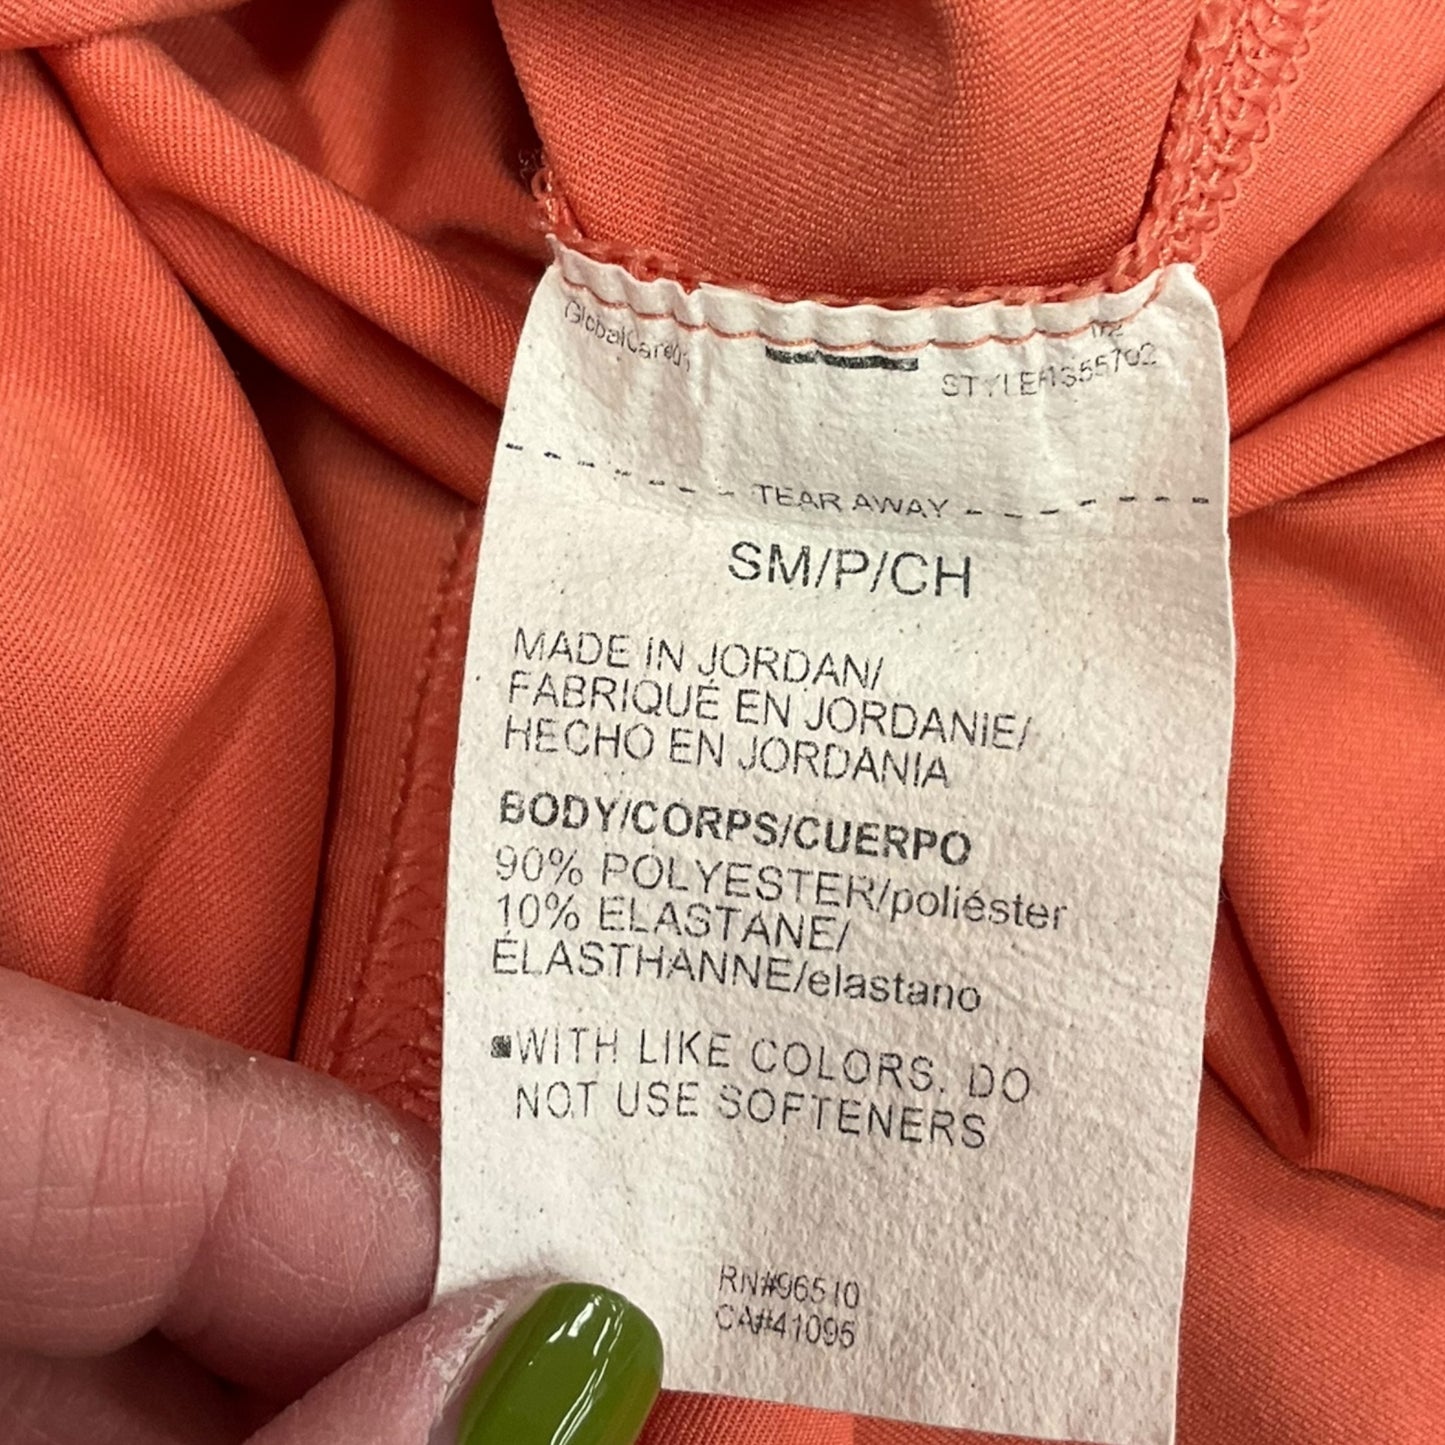 STYLE#1355702
TEAR AWAY
SM/P/CH
MADE IN JORDAN/
FABRIQUÉ EN JORDANIE/
HECHO EN JORDANIA
BODY/CORPS/CUERPO
90% POLYESTER/poliéster
10% ELASTANE/
ÉLASTHANNE/elastano
WITH LIKE COLORS. DO
NOT USE SOFTENERS
RN#96510
CA#41095